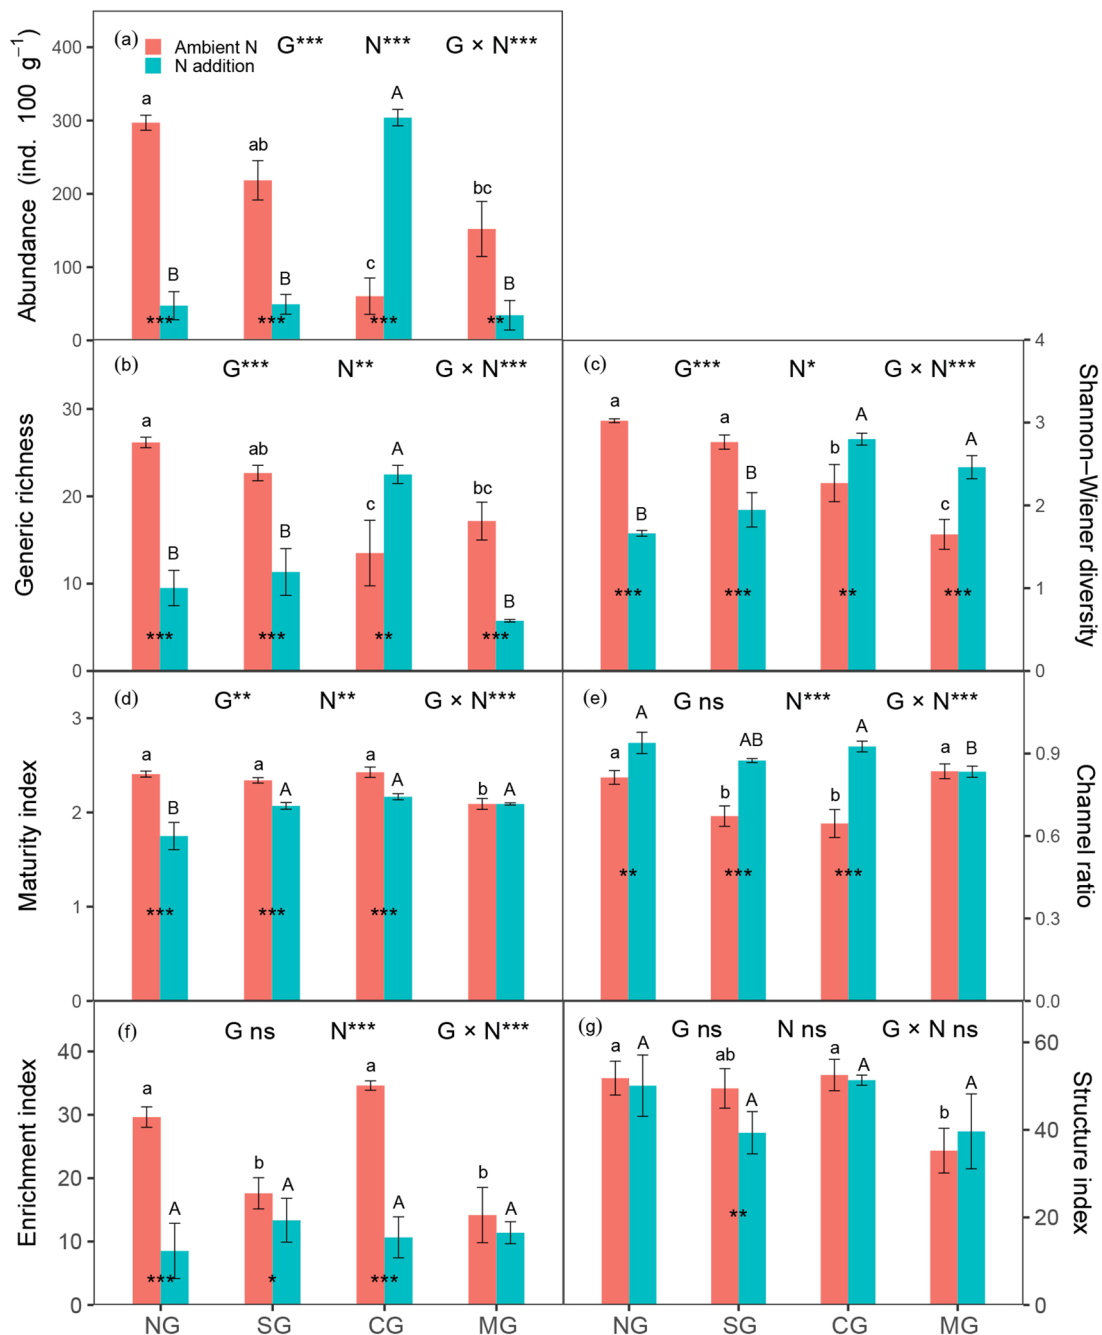 (a)
Ambient N
N addition
G*** N*** G × N***
Abundance (ind. 100 g⁻¹)
400
300
200
100
0
a
B
***
ab
B
***
c
A
***
bc
B
**
(b)
G*** N** G × N***
Generic richness
30
20
10
0
a
B
***
ab
B
***
c
A
**
bc
B
***
(c)
G*** N* G × N***
Shannon–Wiener diversity
4
3
2
1
0
a
B
***
a
B
***
b
A
**
c
A
***
(d)
G** N** G × N***
Maturity index
3
2
1
0
a
B
***
a
A
***
a
A
***
b
A
(e)
G ns N*** G × N***
Channel ratio
0.9
0.6
0.3
0.0
a
A
**
b
AB
***
b
A
***
a
B
(f)
G ns N*** G × N***
Enrichment index
40
30
20
10
0
a
A
***
b
A
*
a
A
***
b
A
NG SG CG MG
(g)
G ns N ns G × N ns
Structure index
60
40
20
0
a
A
ab
A
**
a
A
b
A
NG SG CG MG